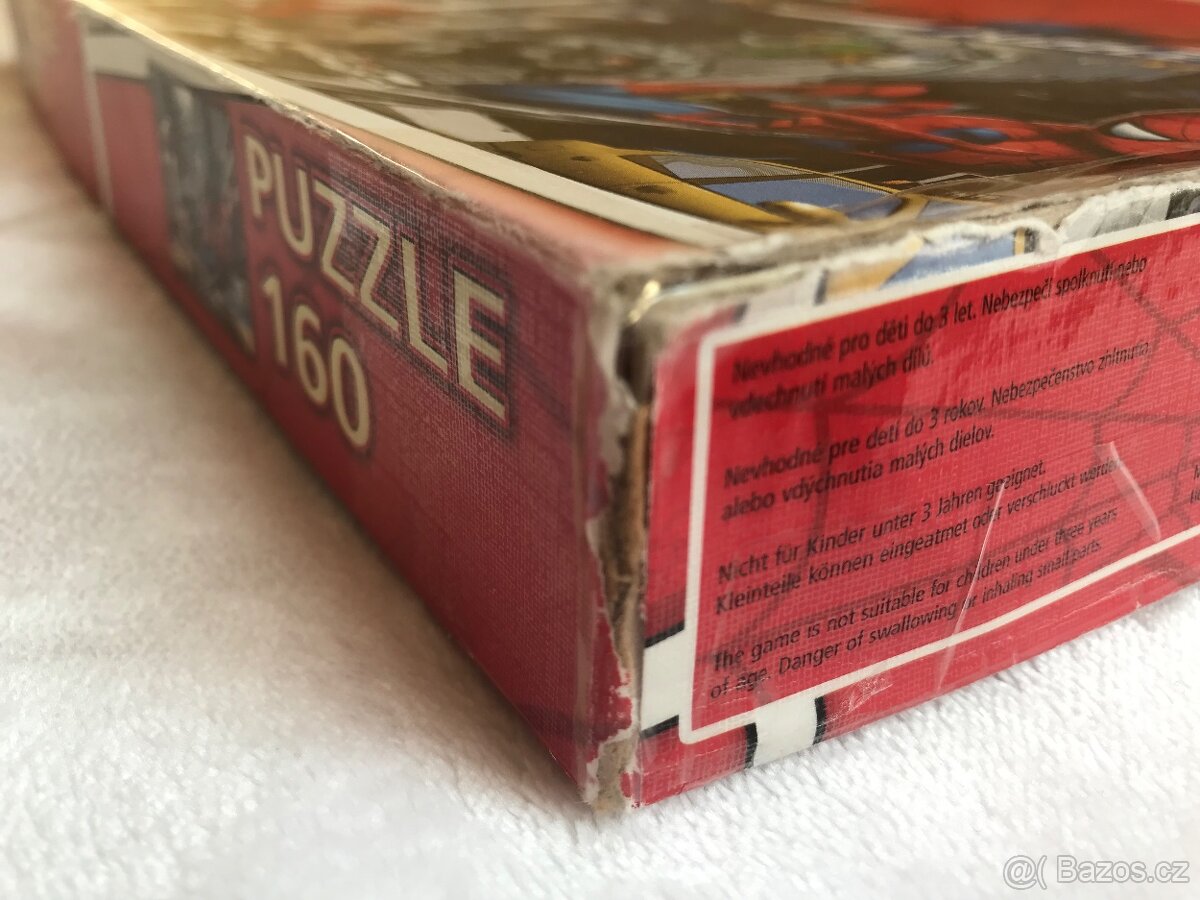 PUZZLE
160
Nevhodné pro děti do 3 let. Nebezpečí spolknutí nebo
vdechnutí malých dílů.
Nevhodné pre deti do 3 rokov. Nebezpečenstvo zhltnutia
alebo vdýchnutia malých dielov.
Nicht für Kinder unter 3 Jahren geeignet.
Kleinteile können eingeatmet oder verschluckt werden
The game is not suitable for children under three years
of age. Danger of swallowing or inhaling small parts.
@( Bazos.cz